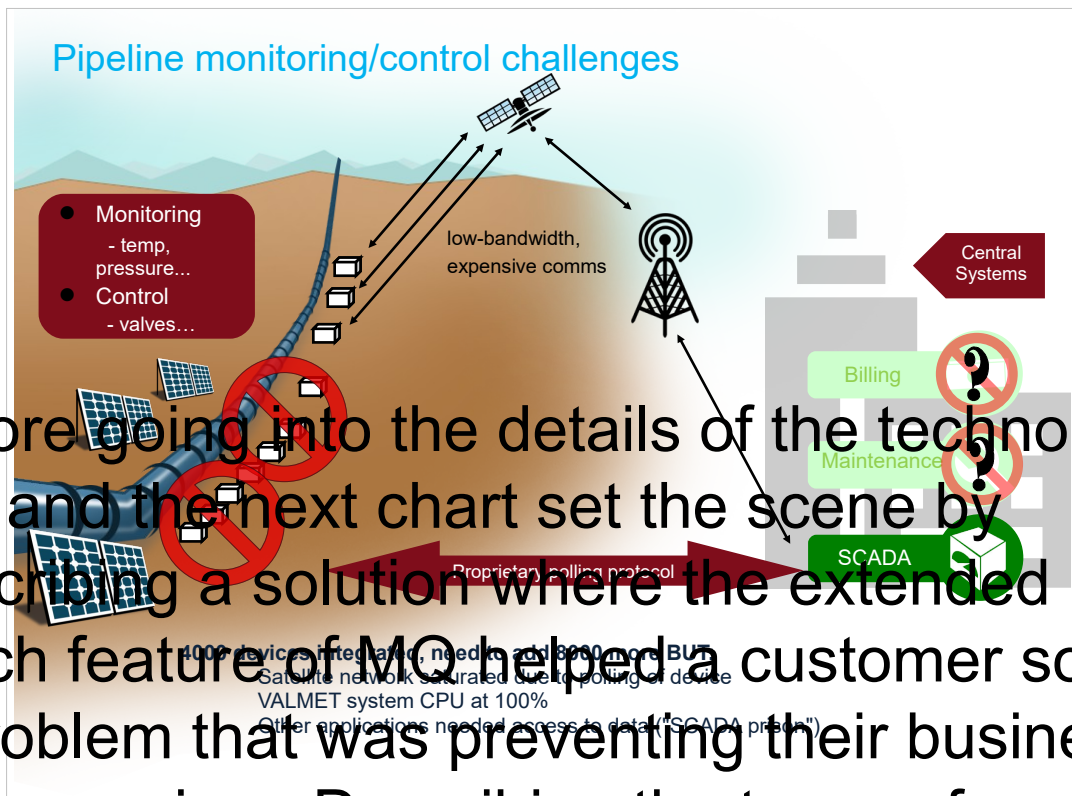 Pipeline monitoring/control challenges
Monitoring
- temp,
pressure...
Control
- valves…
low-bandwidth,
expensive comms
Central
Systems
Billing
?
Maintenance
?
SCADA
Proprietary polling protocol
4000 devices integrated, need to add 8000 more BUT
Satellite network saturated due to polling of device
VALMET system CPU at 100%
Other applications needed access to data ("SCADA prison")
ore going into the details of the techno
and the next chart set the scene by
cribing a solution where the extended
ch feature of MQ helped a customer so
oblem that was preventing their busine